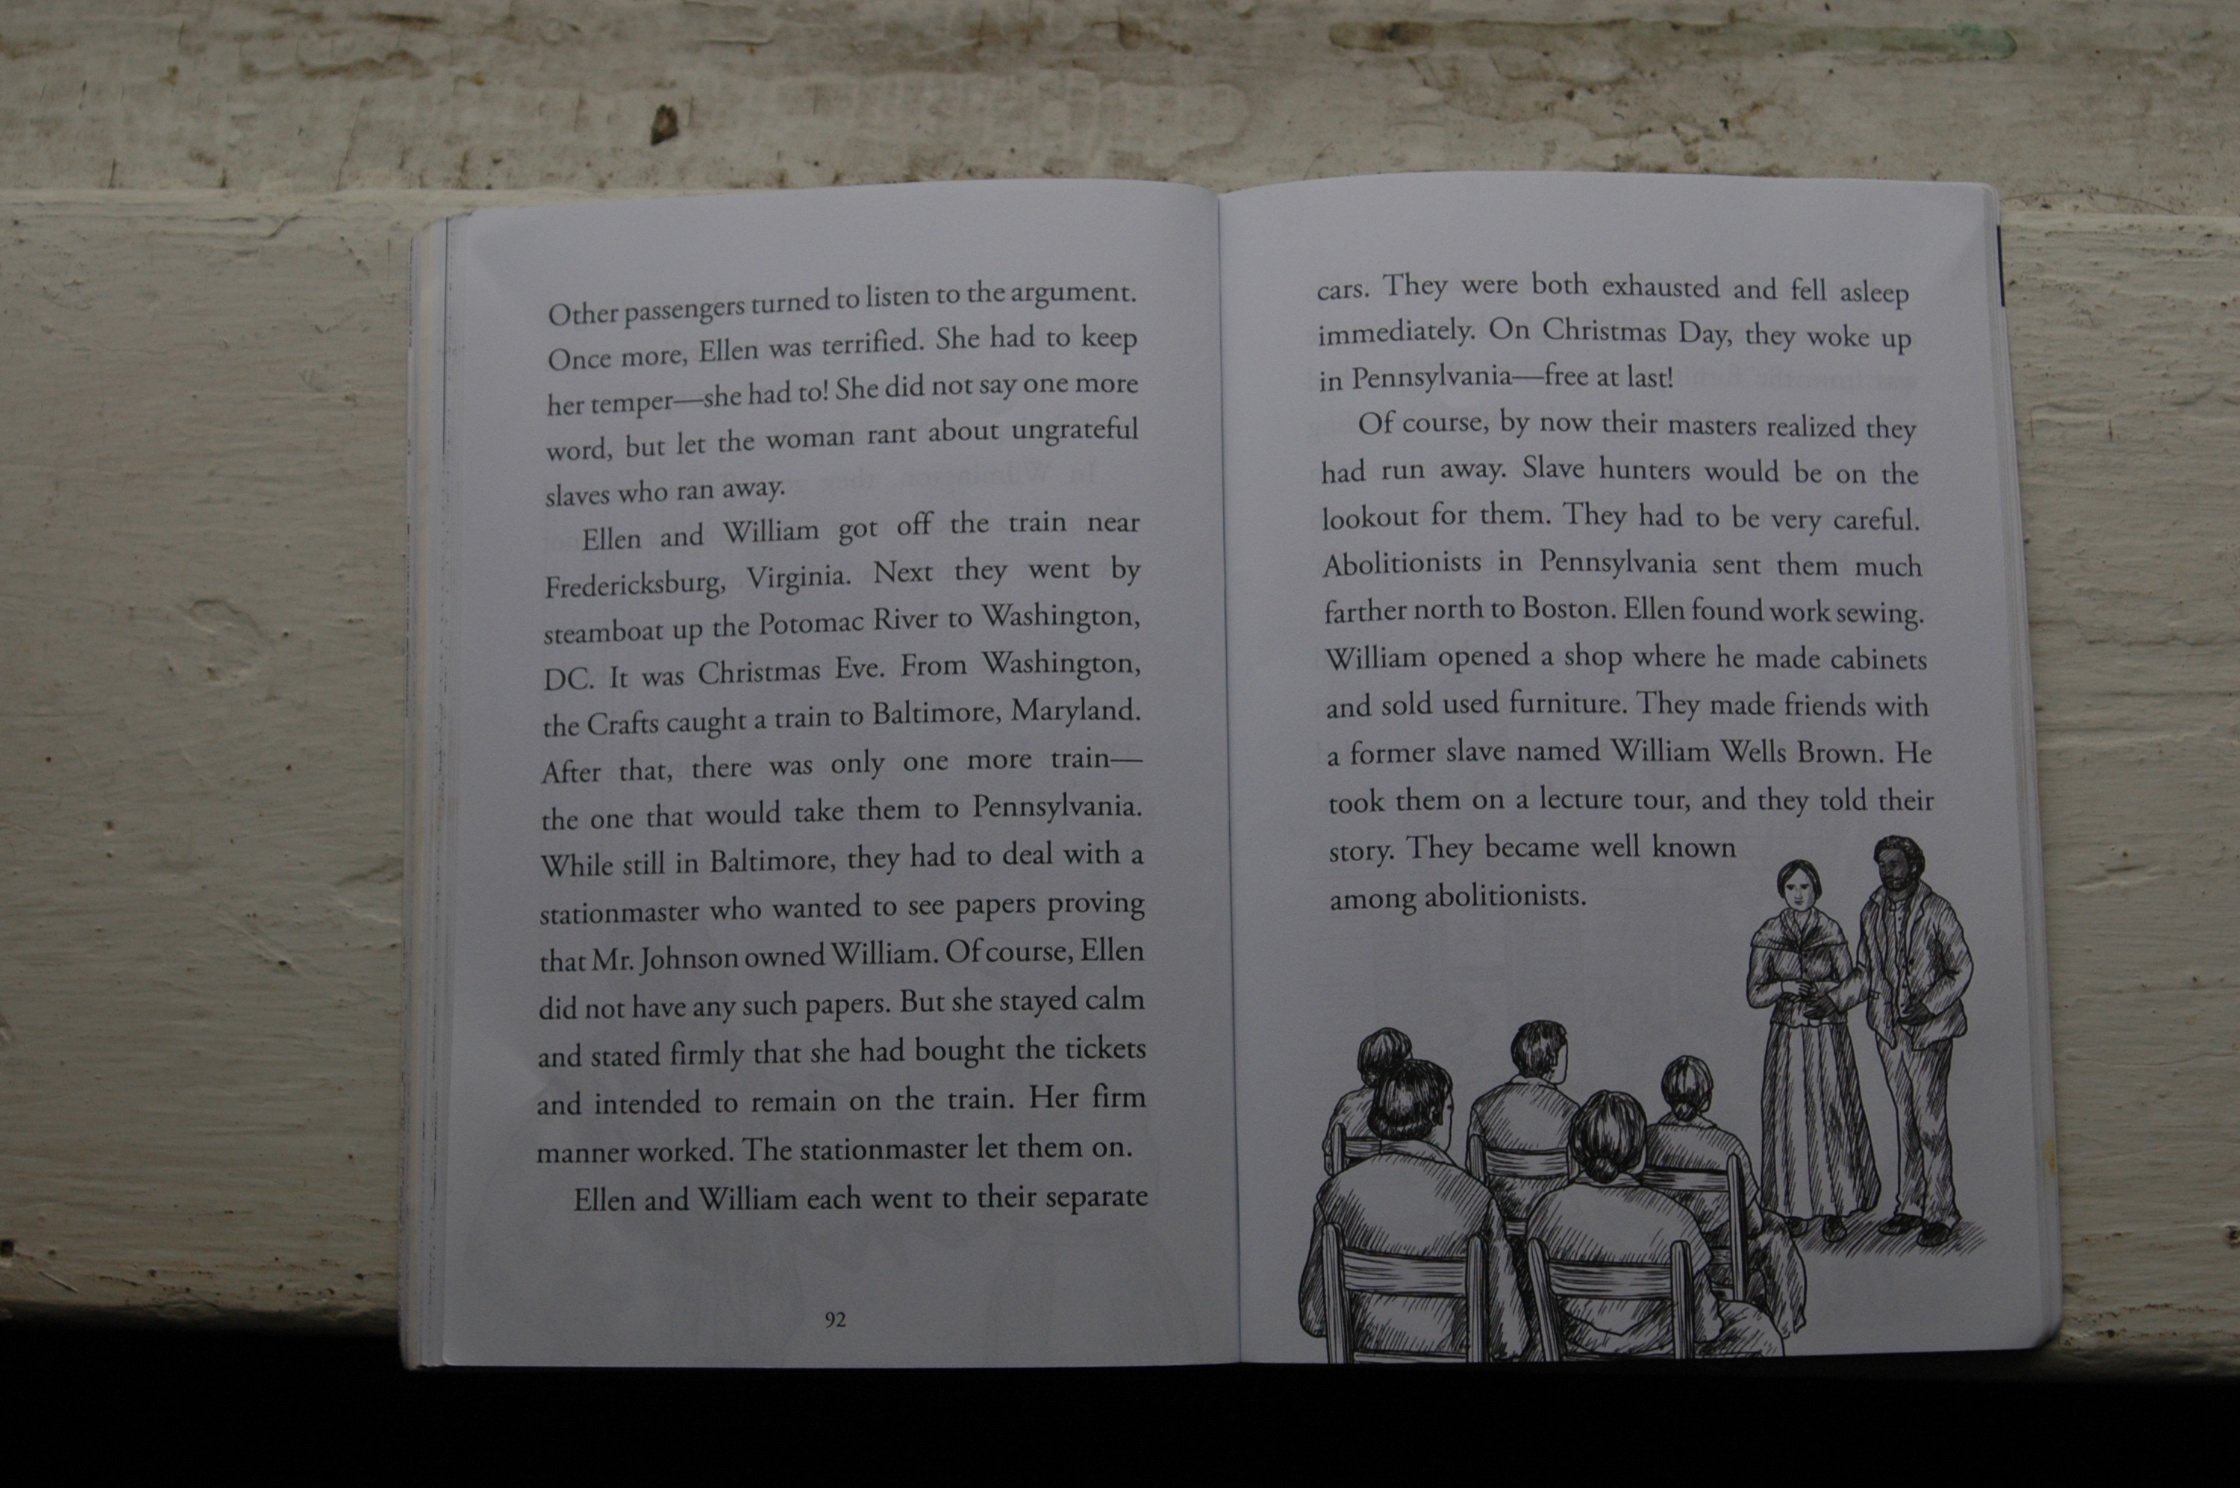 Other passengers turned to listen to the argument.
Once more, Ellen was terrified. She had to keep
her temper—she had to! She did not say one more
word, but let the woman rant about ungrateful
slaves who ran away.
Ellen and William got off the train near
Fredericksburg, Virginia. Next they went by
steamboat up the Potomac River to Washington,
DC. It was Christmas Eve. From Washington,
the Crafts caught a train to Baltimore, Maryland.
After that, there was only one more train—
the one that would take them to Pennsylvania.
While still in Baltimore, they had to deal with a
stationmaster who wanted to see papers proving
that Mr. Johnson owned William. Of course, Ellen
did not have any such papers. But she stayed calm
and stated firmly that she had bought the tickets
and intended to remain on the train. Her firm
manner worked. The stationmaster let them on.
Ellen and William each went to their separate
92
cars. They were both exhausted and fell asleep
immediately. On Christmas Day, they woke up
in Pennsylvania—free at last!
Of course, by now their masters realized they
had run away. Slave hunters would be on the
lookout for them. They had to be very careful.
Abolitionists in Pennsylvania sent them much
farther north to Boston. Ellen found work sewing.
William opened a shop where he made cabinets
and sold used furniture. They made friends with
a former slave named William Wells Brown. He
took them on a lecture tour, and they told their
story. They became well known
among abolitionists.